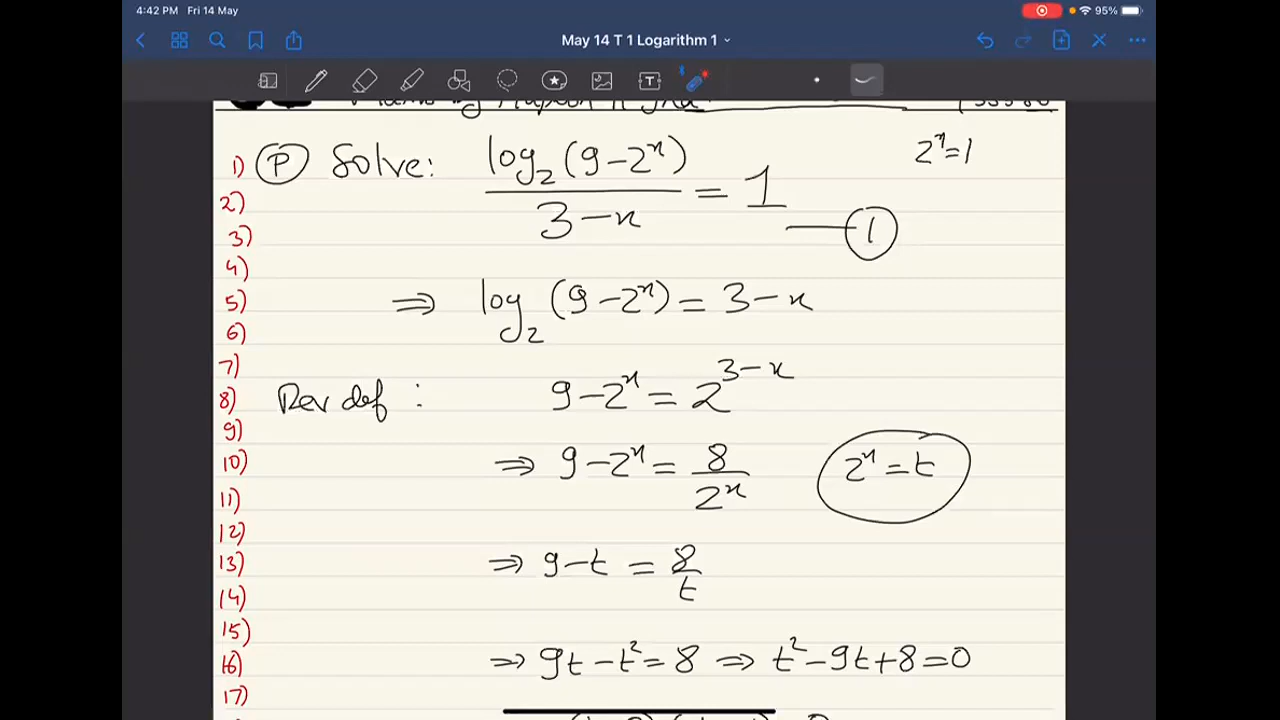 4:42 PM Fri 14 May 95%
May 14 T 1 Logarithm 1
1) P Solve: log₂(9-2ˣ) / 3-x = 1 2ˣ=1
2)
3) 1
4)
5) ⇒ log₂(9-2ˣ) = 3-x
6)
7)
8) Rev def : 9-2ˣ = 2³⁻ˣ
9)
10) ⇒ 9-2ˣ = 8/2ˣ 2ˣ = t
11)
12)
13) ⇒ 9-t = 8/t
14)
15)
16) ⇒ 9t-t² = 8 ⇒ t²-9t+8=0
17)